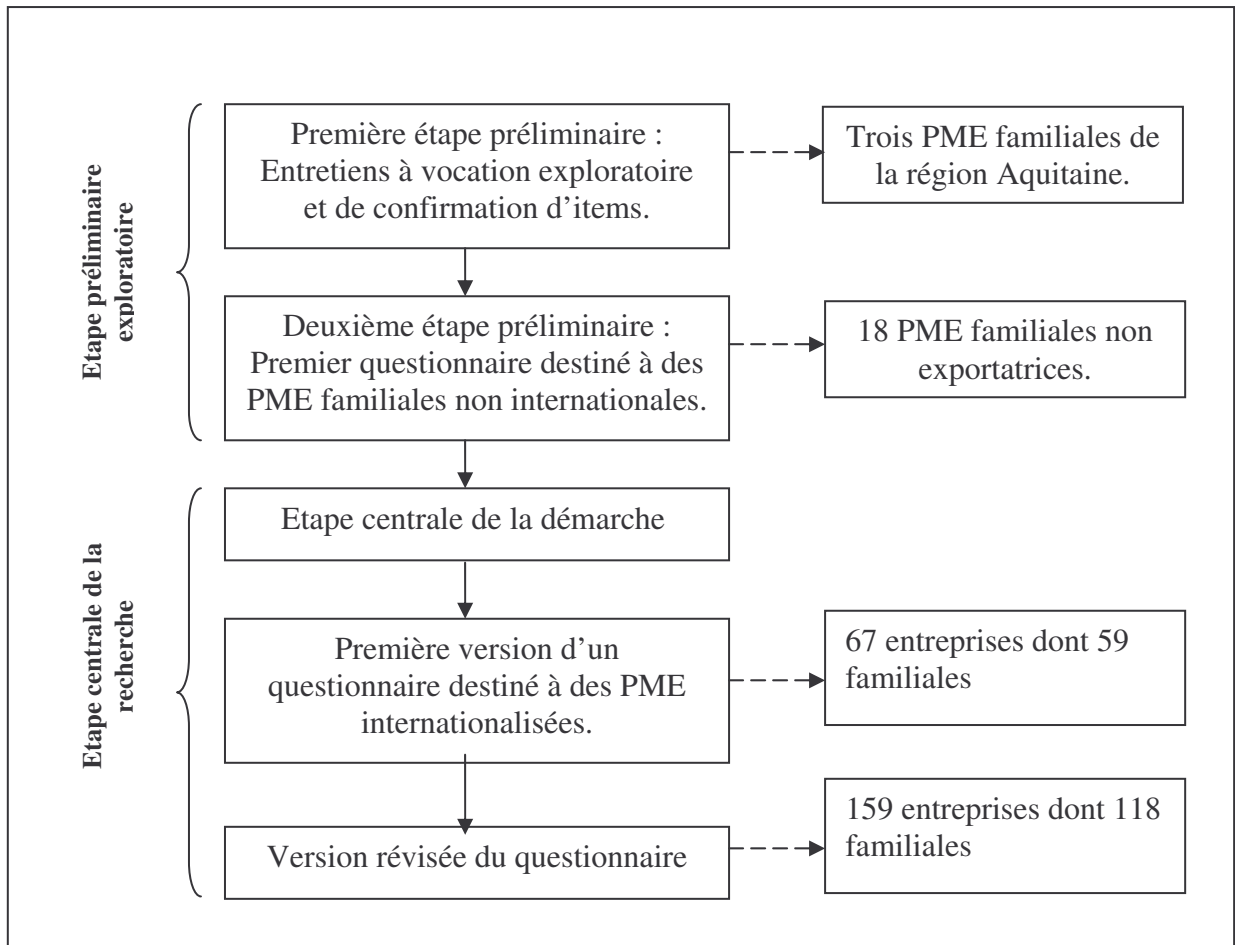 Etape préliminaire
exploratoire
Première étape préliminaire :
Entretiens à vocation exploratoire
et de confirmation d'items.
Trois PME familiales de
la région Aquitaine.
Deuxième étape préliminaire :
Premier questionnaire destiné à des
PME familiales non internationales.
18 PME familiales non
exportatrices.
Etape centrale de la
recherche
Etape centrale de la démarche
Première version d'un
questionnaire destiné à des PME
internationalisées.
67 entreprises dont 59
familiales
Version révisée du questionnaire
159 entreprises dont 118
familiales